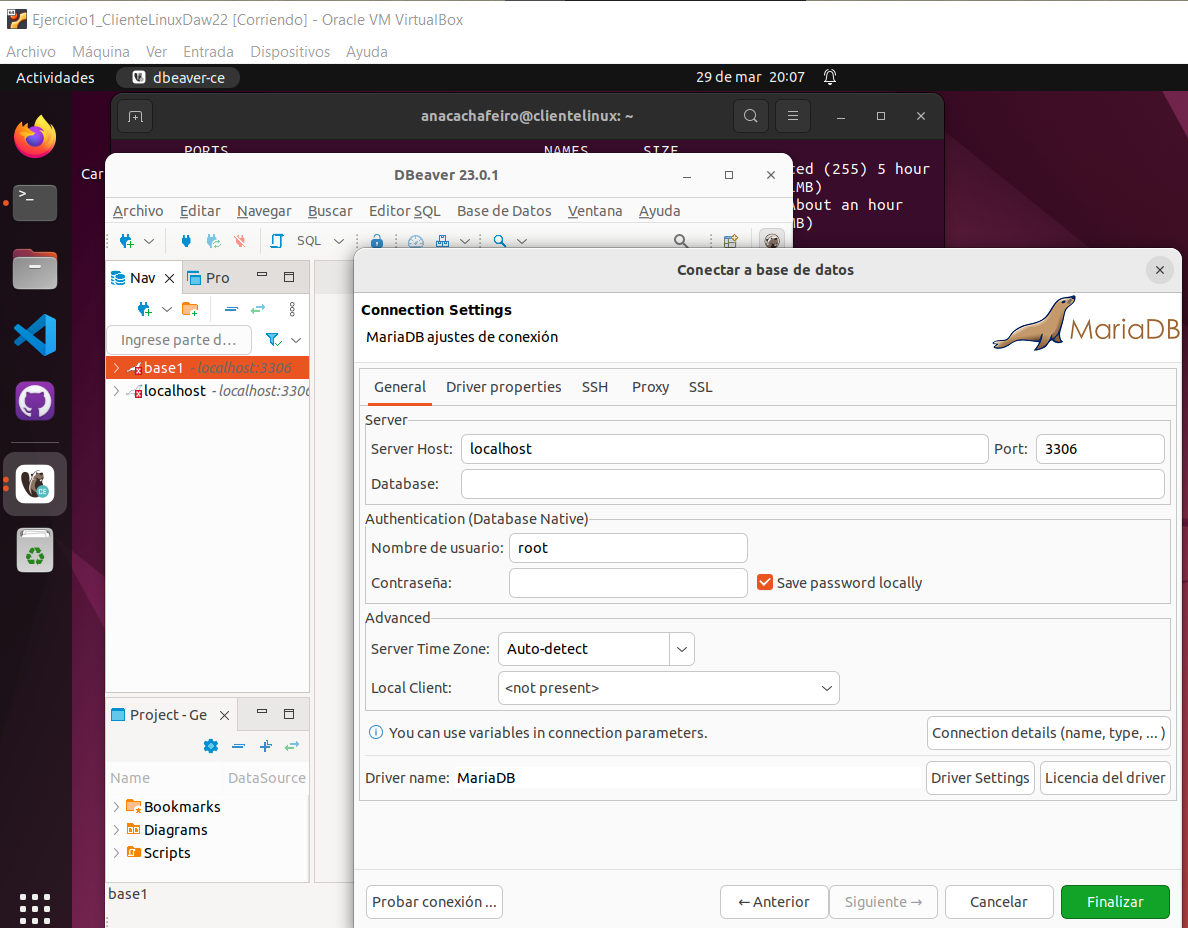 Ejercicio1_ClienteLinuxDaw22 [Corriendo] - Oracle VM VirtualBox
Archivo Máquina Ver Entrada Dispositivos Ayuda
Actividades dbeaver-ce 29 de mar 20:07
anacachafeiro@clientelinux: ~
PORTS NAMES SIZE
Car
ted (255) 5 hour
MB)
About an hour
MB)
DBeaver 23.0.1
Archivo Editar Navegar Buscar Editor SQL Base de Datos Ventana Ayuda
SQL
Nav Pro
Ingrese parte d...
base1 - localhost:3306
localhost - localhost:3306
Project - Ge
Name DataSource
Bookmarks
Diagrams
Scripts
base1
Conectar a base de datos
Connection Settings
MariaDB ajustes de conexión
MariaDB
General Driver properties SSH Proxy SSL
Server
Server Host: localhost Port: 3306
Database:
Authentication (Database Native)
Nombre de usuario: root
Contraseña: Save password locally
Advanced
Server Time Zone: Auto-detect
Local Client: <not present>
You can use variables in connection parameters. Connection details (name, type, ... )
Driver name: MariaDB Driver Settings Licencia del driver
Probar conexión ... ← Anterior Siguiente → Cancelar Finalizar